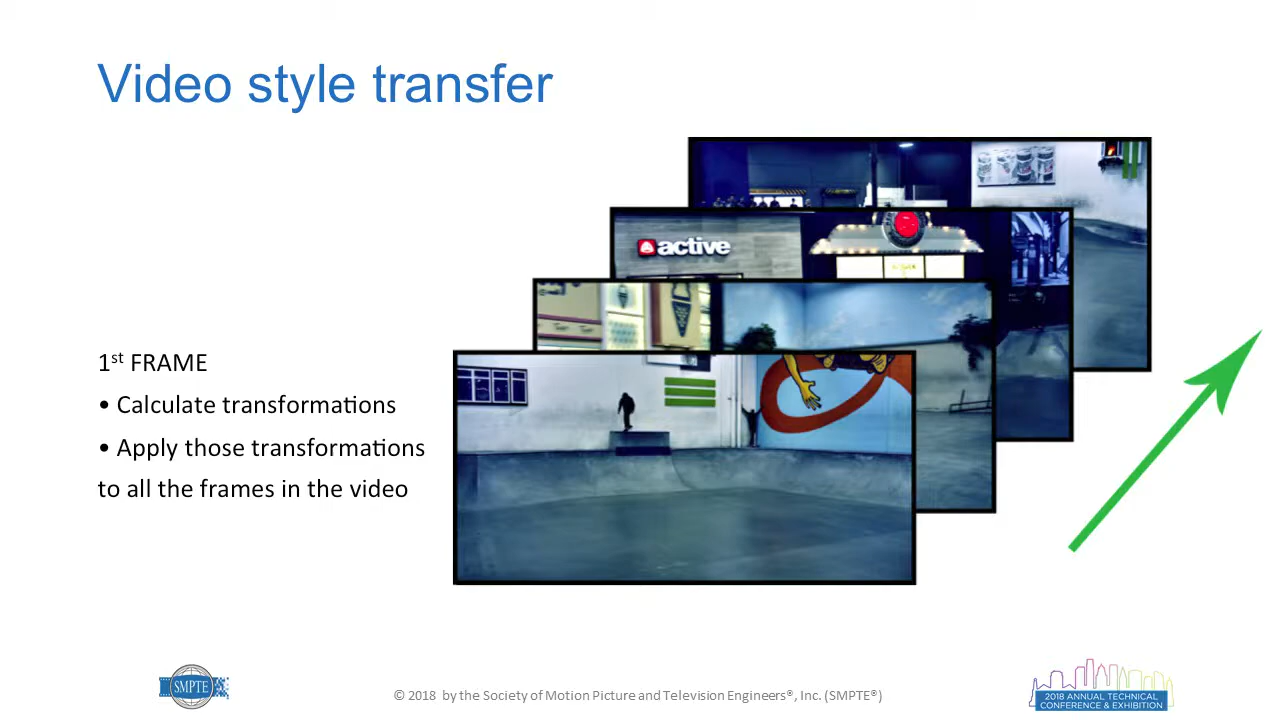 Video style transfer
active
1st FRAME
• Calculate transformations
• Apply those transformations
to all the frames in the video
SMPTE
© 2018 by the Society of Motion Picture and Television Engineers®, Inc. (SMPTE®)
2018 ANNUAL TECHNICAL
CONFERENCE & EXHIBITION